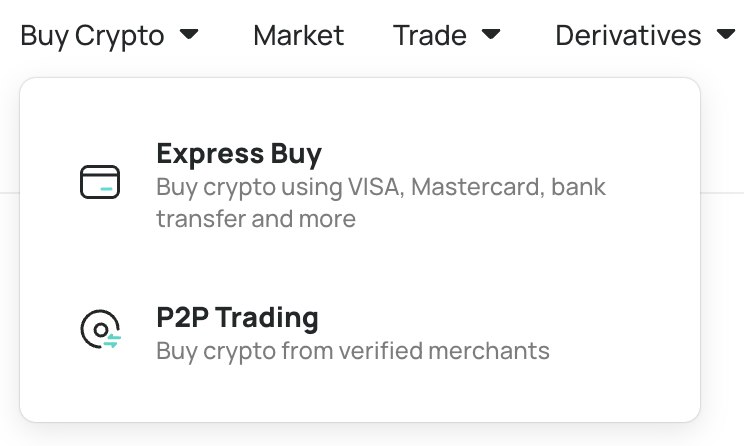 Buy Crypto Market Trade Derivatives
Express Buy
Buy crypto using VISA, Mastercard, bank
transfer and more
P2P Trading
Buy crypto from verified merchants